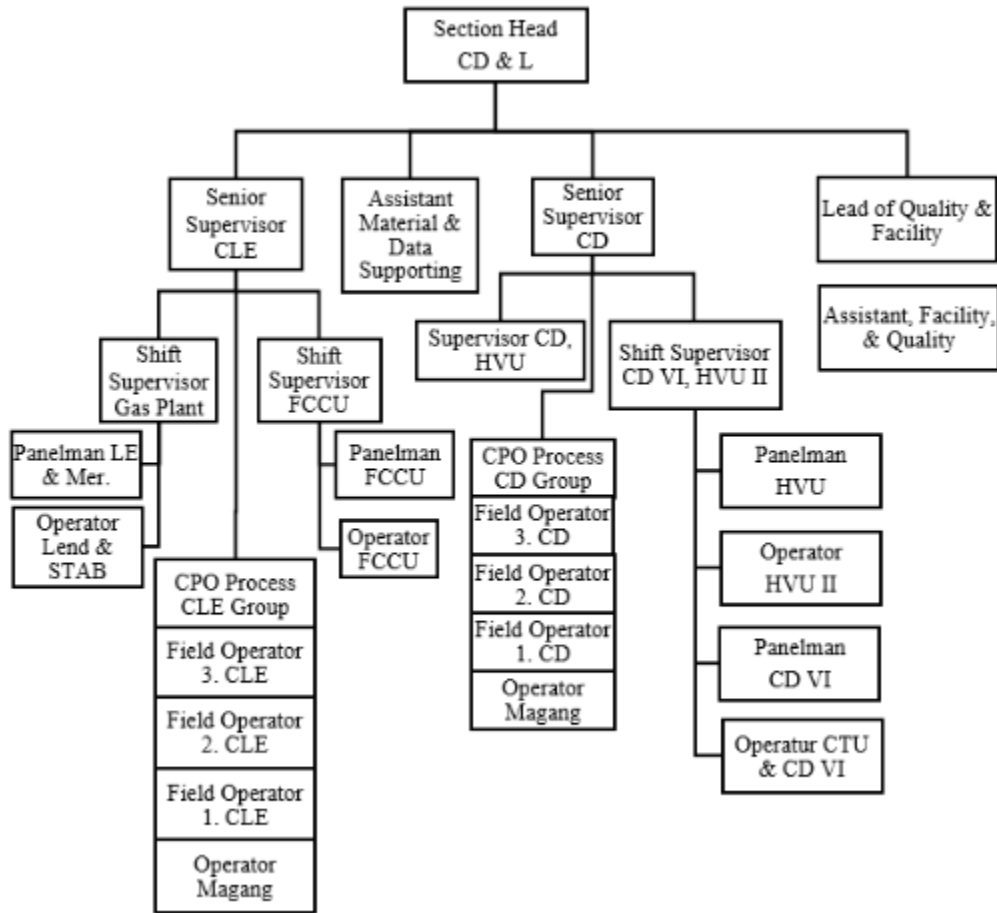 Section Head
CD & L
Senior
Supervisor
CLE
Assistant
Material &
Data
Supporting
Senior
Supervisor
CD
Lead of Quality &
Facility
Assistant, Facility,
& Quality
Shift
Supervisor
Gas Plant
Shift
Supervisor
FCCU
Supervisor CD,
HVU
Shift Supervisor
CD VI, HVU II
Panelman LE
& Mer.
Operator
Lend &
STAB
Panelman
FCCU
Operator
FCCU
CPO Process
CLE Group
Field Operator
3. CLE
Field Operator
2. CLE
Field Operator
1. CLE
Operator
Magang
CPO Process
CD Group
Field Operator
3. CD
Field Operator
2. CD
Field Operator
1. CD
Operator
Magang
Panelman
HVU
Operator
HVU II
Panelman
CD VI
Operatur CTU
& CD VI